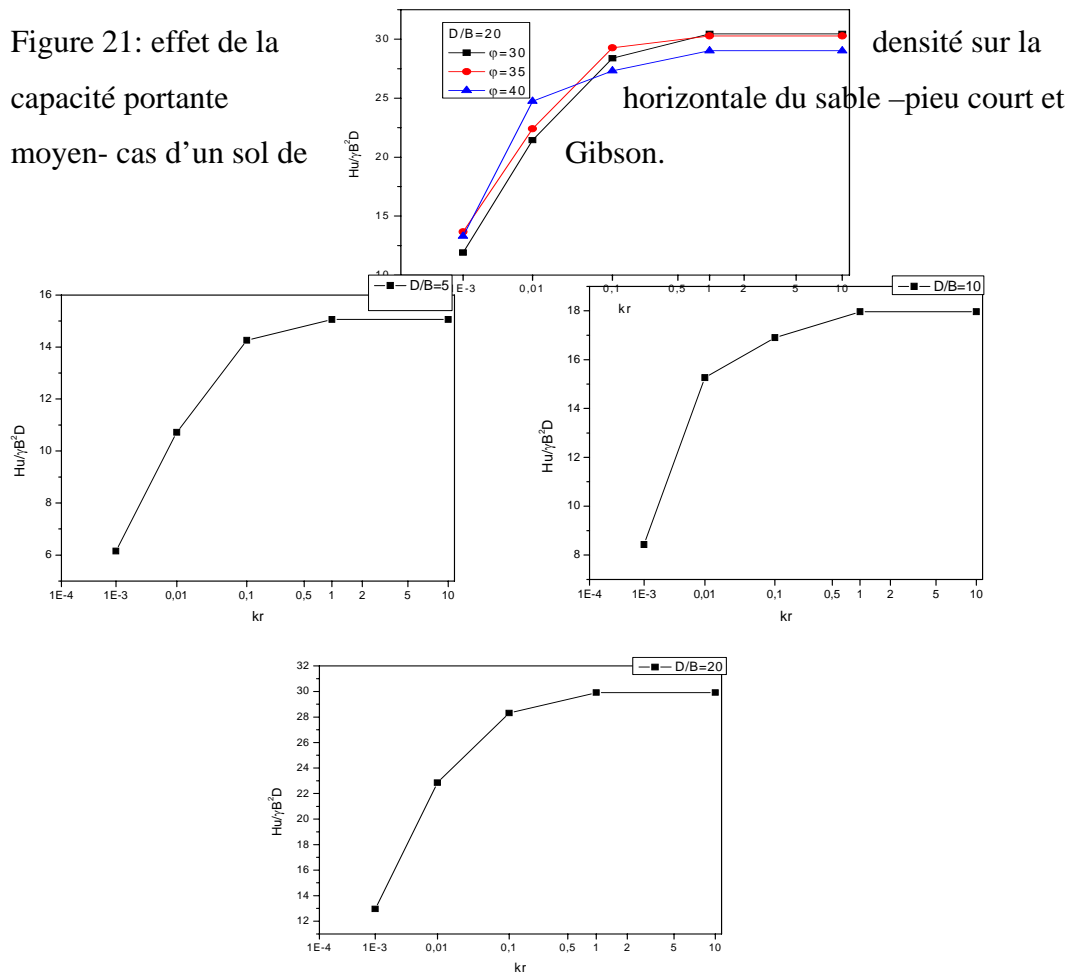 Figure 21: effet de la densité sur la
capacité portante horizontale du sable –pieu court et
moyen- cas d’un sol de Gibson.
D/B=20
φ=30
φ=35
φ=40
30
25
20
15
10
Hu/γB²D
1E-3 0,01 0,1 0,5 1 2 5 10
kr
D/B=5
16
14
12
10
8
6
Hu/γB²D
1E-4 1E-3 0,01 0,1 0,5 1 2 5 10
kr
D/B=10
18
16
14
12
10
8
Hu/γB²D
1E-4 1E-3 0,01 0,1 0,5 1 2 5 10
kr
D/B=20
32
30
28
26
24
22
20
18
16
14
12
Hu/γB²D
1E-4 1E-3 0,01 0,1 0,5 1 2 5 10
kr